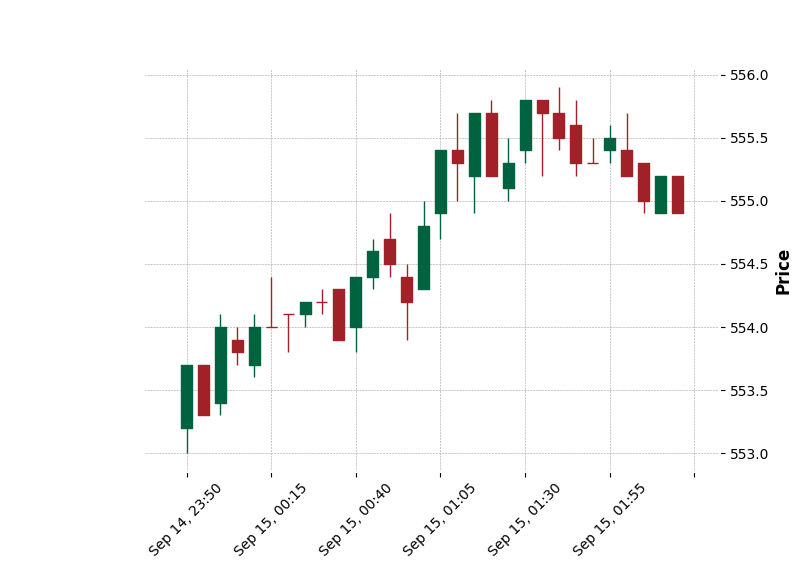 556.0
555.5
555.0
554.5
554.0
553.5
553.0
Price
Sep 14, 23:50
Sep 15, 00:15
Sep 15, 00:40
Sep 15, 01:05
Sep 15, 01:30
Sep 15, 01:55